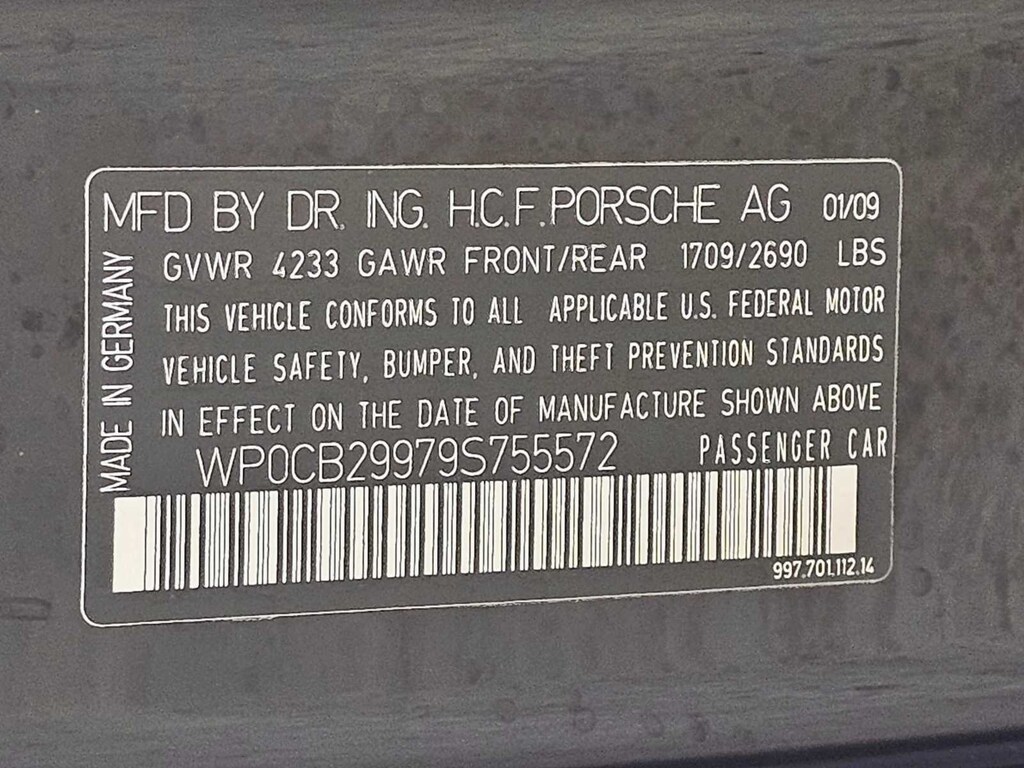 MFD BY DR. ING. H.C.F. PORSCHE AG 01/09
GVWR 4233 GAWR FRONT/REAR 1709/2690 LBS
THIS VEHICLE CONFORMS TO ALL APPLICABLE U.S. FEDERAL MOTOR
VEHICLE SAFETY, BUMPER, AND THEFT PREVENTION STANDARDS
IN EFFECT ON THE DATE OF MANUFACTURE SHOWN ABOVE
WP0CB29979S755572 PASSENGER CAR
997.701.112.14
MADE IN GERMANY